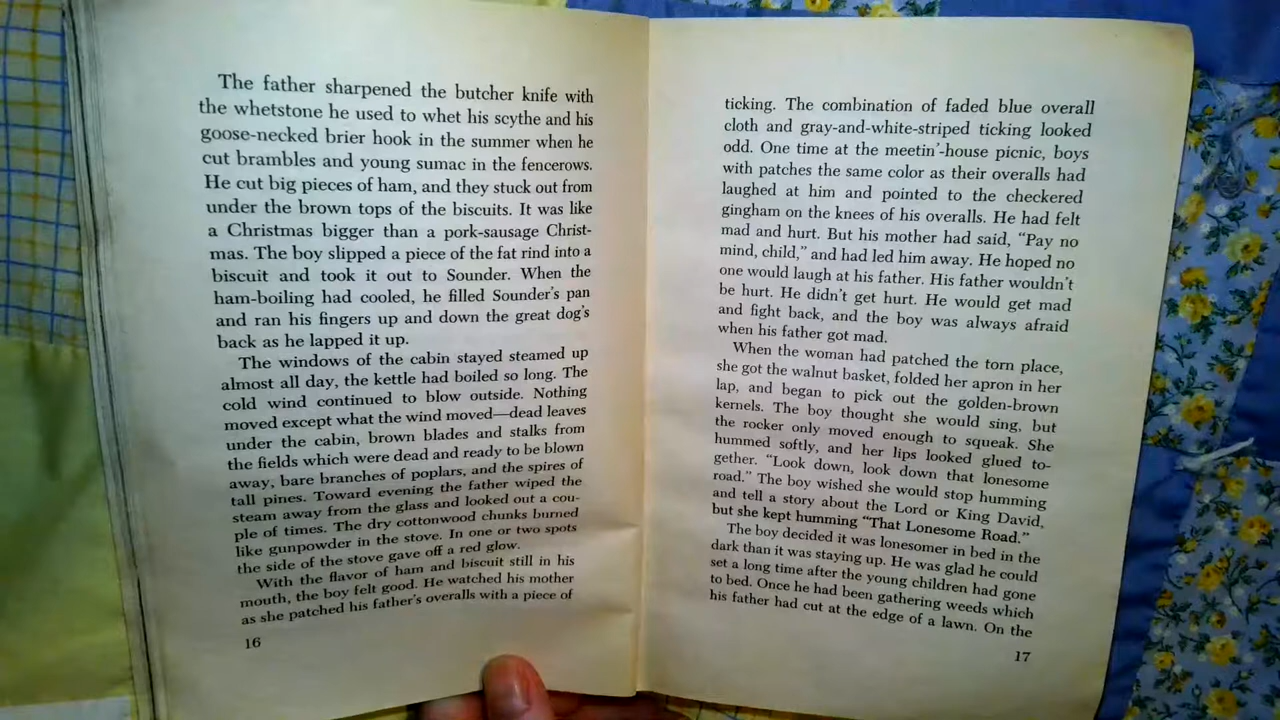 The father sharpened the butcher knife with
the whetstone he used to whet his scythe and his
goose-necked brier hook in the summer when he
cut brambles and young sumac in the fencerows.
He cut big pieces of ham, and they stuck out from
under the brown tops of the biscuits. It was like
a Christmas bigger than a pork-sausage Christ-
mas. The boy slipped a piece of the fat rind into a
biscuit and took it out to Sounder. When the
ham-boiling had cooled, he filled Sounder's pan
and ran his fingers up and down the great dog's
back as he lapped it up.
The windows of the cabin stayed steamed up
almost all day, the kettle had boiled so long. The
cold wind continued to blow outside. Nothing
moved except what the wind moved—dead leaves
under the cabin, brown blades and stalks from
the fields which were dead and ready to be blown
away, bare branches of poplars, and the spires of
tall pines. Toward evening the father wiped the
steam away from the glass and looked out a cou-
ple of times. The dry cottonwood chunks burned
like gunpowder in the stove. In one or two spots
the side of the stove gave off a red glow.
With the flavor of ham and biscuit still in his
mouth, the boy felt good. He watched his mother
as she patched his father's overalls with a piece of
16
ticking. The combination of faded blue overall
cloth and gray-and-white-striped ticking looked
odd. One time at the meetin'-house picnic, boys
with patches the same color as their overalls had
laughed at him and pointed to the checkered
gingham on the knees of his overalls. He had felt
mad and hurt. But his mother had said, "Pay no
mind, child," and had led him away. He hoped no
one would laugh at his father. His father wouldn't
be hurt. He didn't get hurt. He would get mad
and fight back, and the boy was always afraid
when his father got mad.
When the woman had patched the torn place,
she got the walnut basket, folded her apron in her
lap, and began to pick out the golden-brown
kernels. The boy thought she would sing, but
the rocker only moved enough to squeak. She
hummed softly, and her lips looked glued to-
gether. "Look down, look down that lonesome
road." The boy wished she would stop humming
and tell a story about the Lord or King David,
but she kept humming "That Lonesome Road."
The boy decided it was lonesomer in bed in the
dark than it was staying up. He was glad he could
set a long time after the young children had gone
to bed. Once he had been gathering weeds which
his father had cut at the edge of a lawn. On the
17